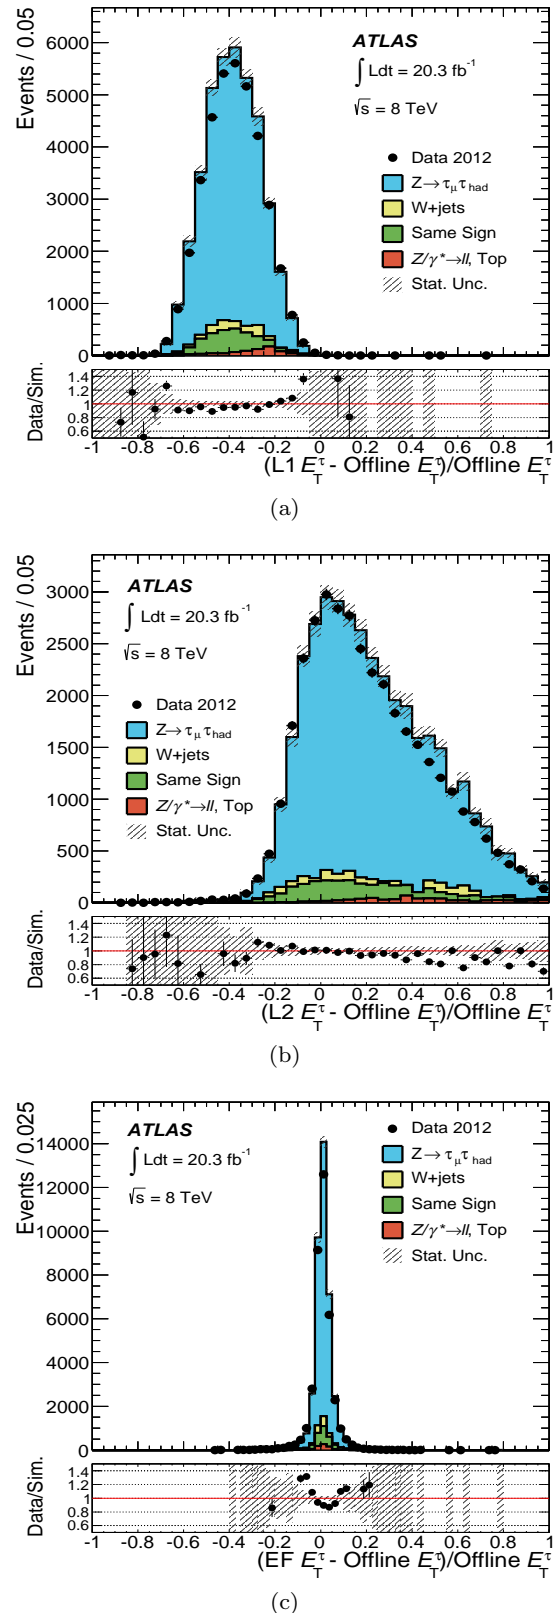 Events / 0.05
6000
5000
4000
3000
2000
1000
0
ATLAS
∫ Ldt = 20.3 fb⁻¹
√s = 8 TeV
Data 2012
Z→τ_μ τ_had
W+jets
Same Sign
Z/γ*→ll, Top
Stat. Unc.
Data/Sim.
1.4
1.2
1
0.8
0.6
-1 -0.8 -0.6 -0.4 -0.2 0 0.2 0.4 0.6 0.8 1
(L1 E_T^τ - Offline E_T^τ)/Offline E_T^τ
(a)
Events / 0.05
3000
2500
2000
1500
1000
500
0
ATLAS
∫ Ldt = 20.3 fb⁻¹
√s = 8 TeV
Data 2012
Z→τ_μ τ_had
W+jets
Same Sign
Z/γ*→ll, Top
Stat. Unc.
Data/Sim.
1.4
1.2
1
0.8
0.6
-1 -0.8 -0.6 -0.4 -0.2 0 0.2 0.4 0.6 0.8 1
(L2 E_T^τ - Offline E_T^τ)/Offline E_T^τ
(b)
Events / 0.025
14000
12000
10000
8000
6000
4000
2000
0
ATLAS
∫ Ldt = 20.3 fb⁻¹
√s = 8 TeV
Data 2012
Z→τ_μ τ_had
W+jets
Same Sign
Z/γ*→ll, Top
Stat. Unc.
Data/Sim.
1.4
1.2
1
0.8
0.6
-1 -0.8 -0.6 -0.4 -0.2 0 0.2 0.4 0.6 0.8 1
(EF E_T^τ - Offline E_T^τ)/Offline E_T^τ
(c)